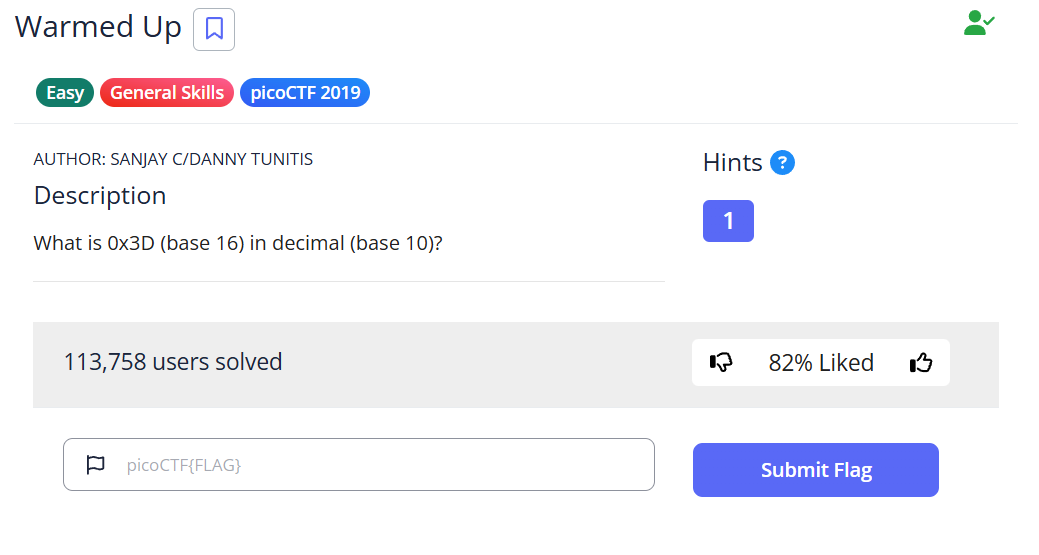 Warmed Up
Easy General Skills picoCTF 2019
AUTHOR: SANJAY C/DANNY TUNITIS
Description
What is 0x3D (base 16) in decimal (base 10)?
Hints ?
1
113,758 users solved
82% Liked
picoCTF{FLAG}
Submit Flag